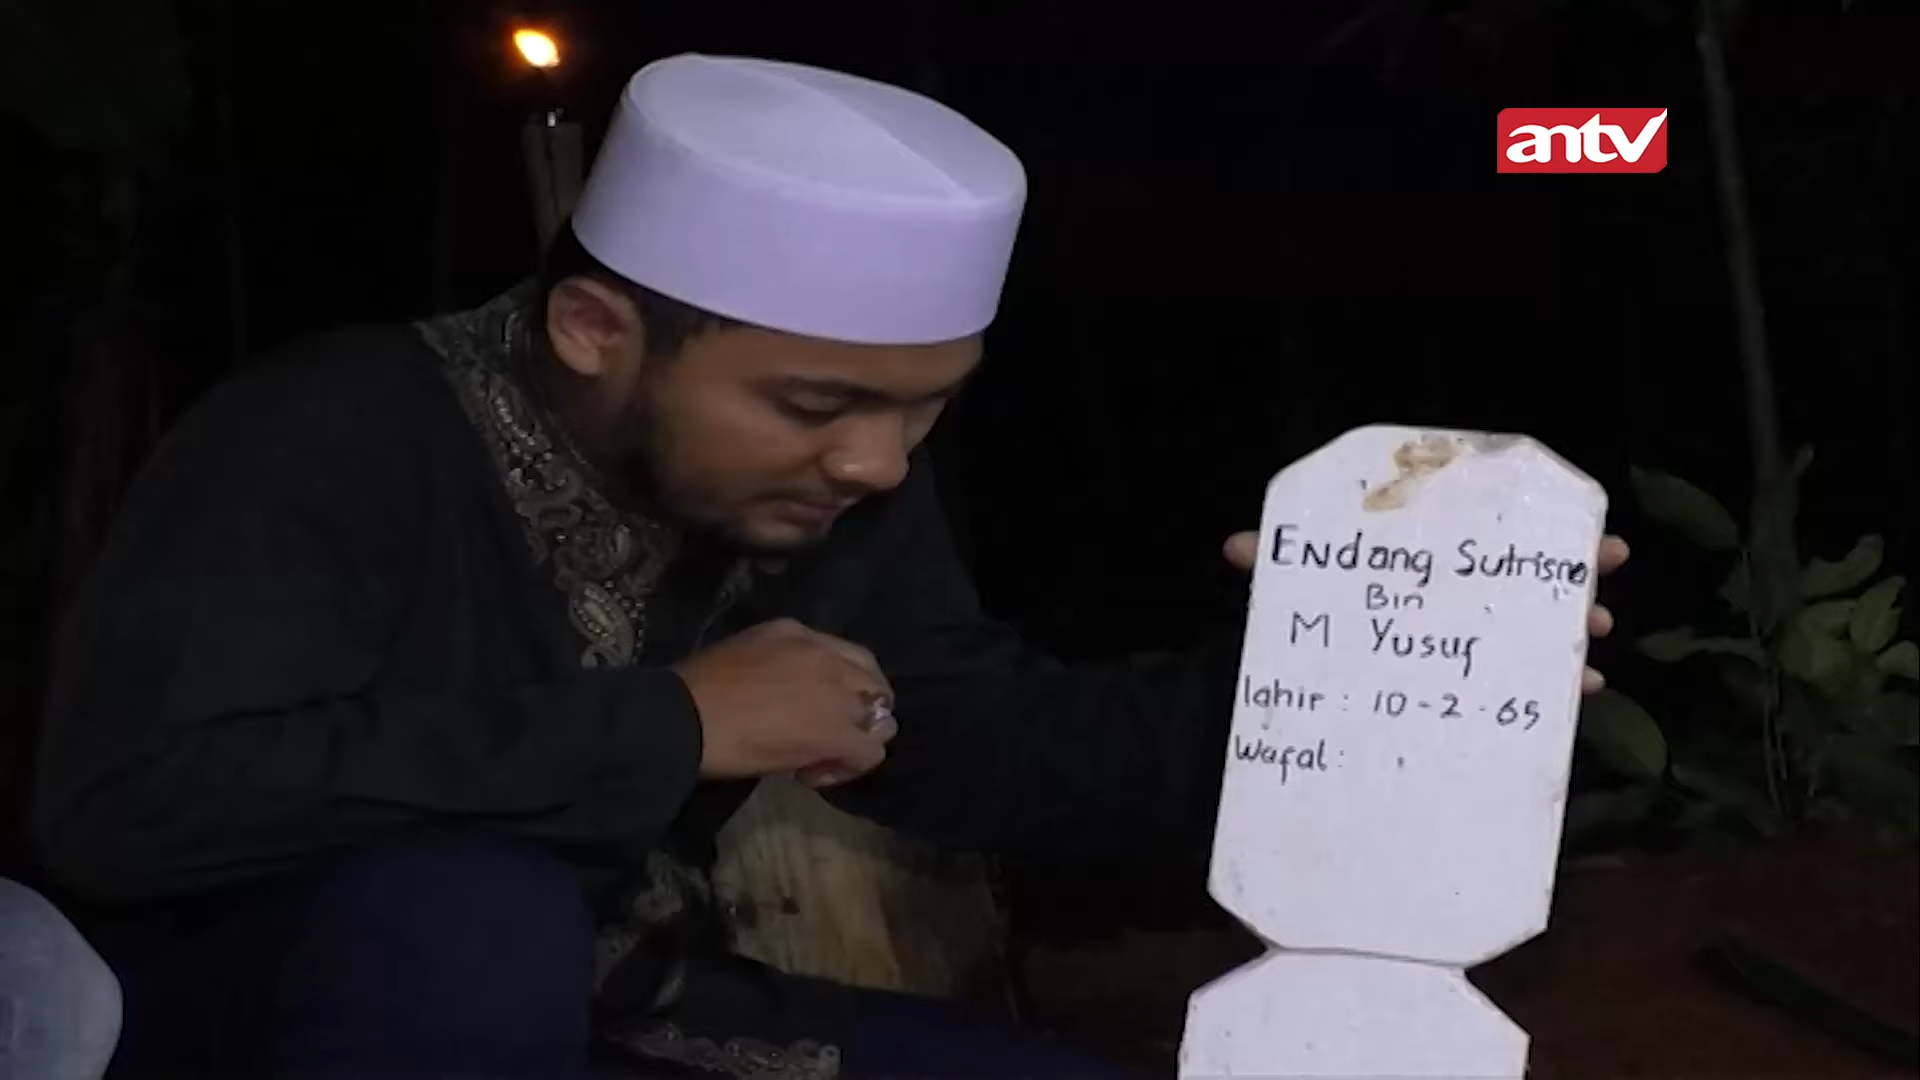 antv
Endang Sutrisno
Bin
M Yusuf
lahir : 10 - 2 - 65
Wafat :